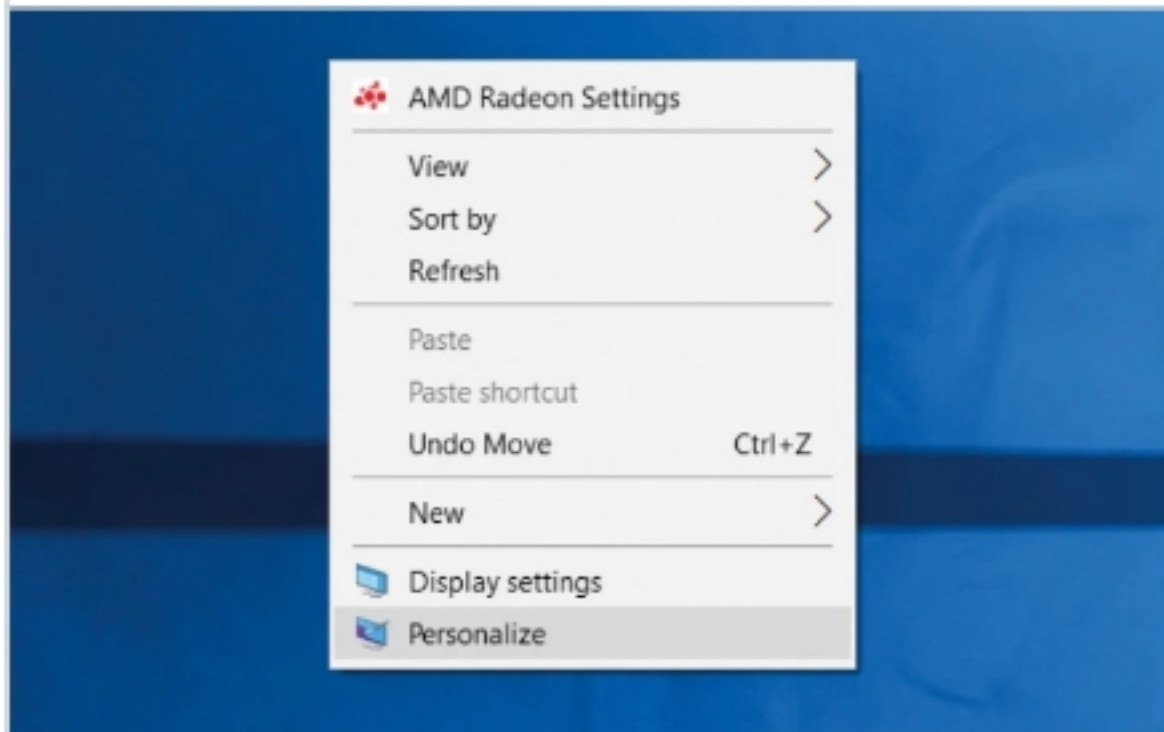 AMD Radeon Settings
View
Sort by
Refresh
Paste
Paste shortcut
Undo Move Ctrl+Z
New
Display settings
Personalize